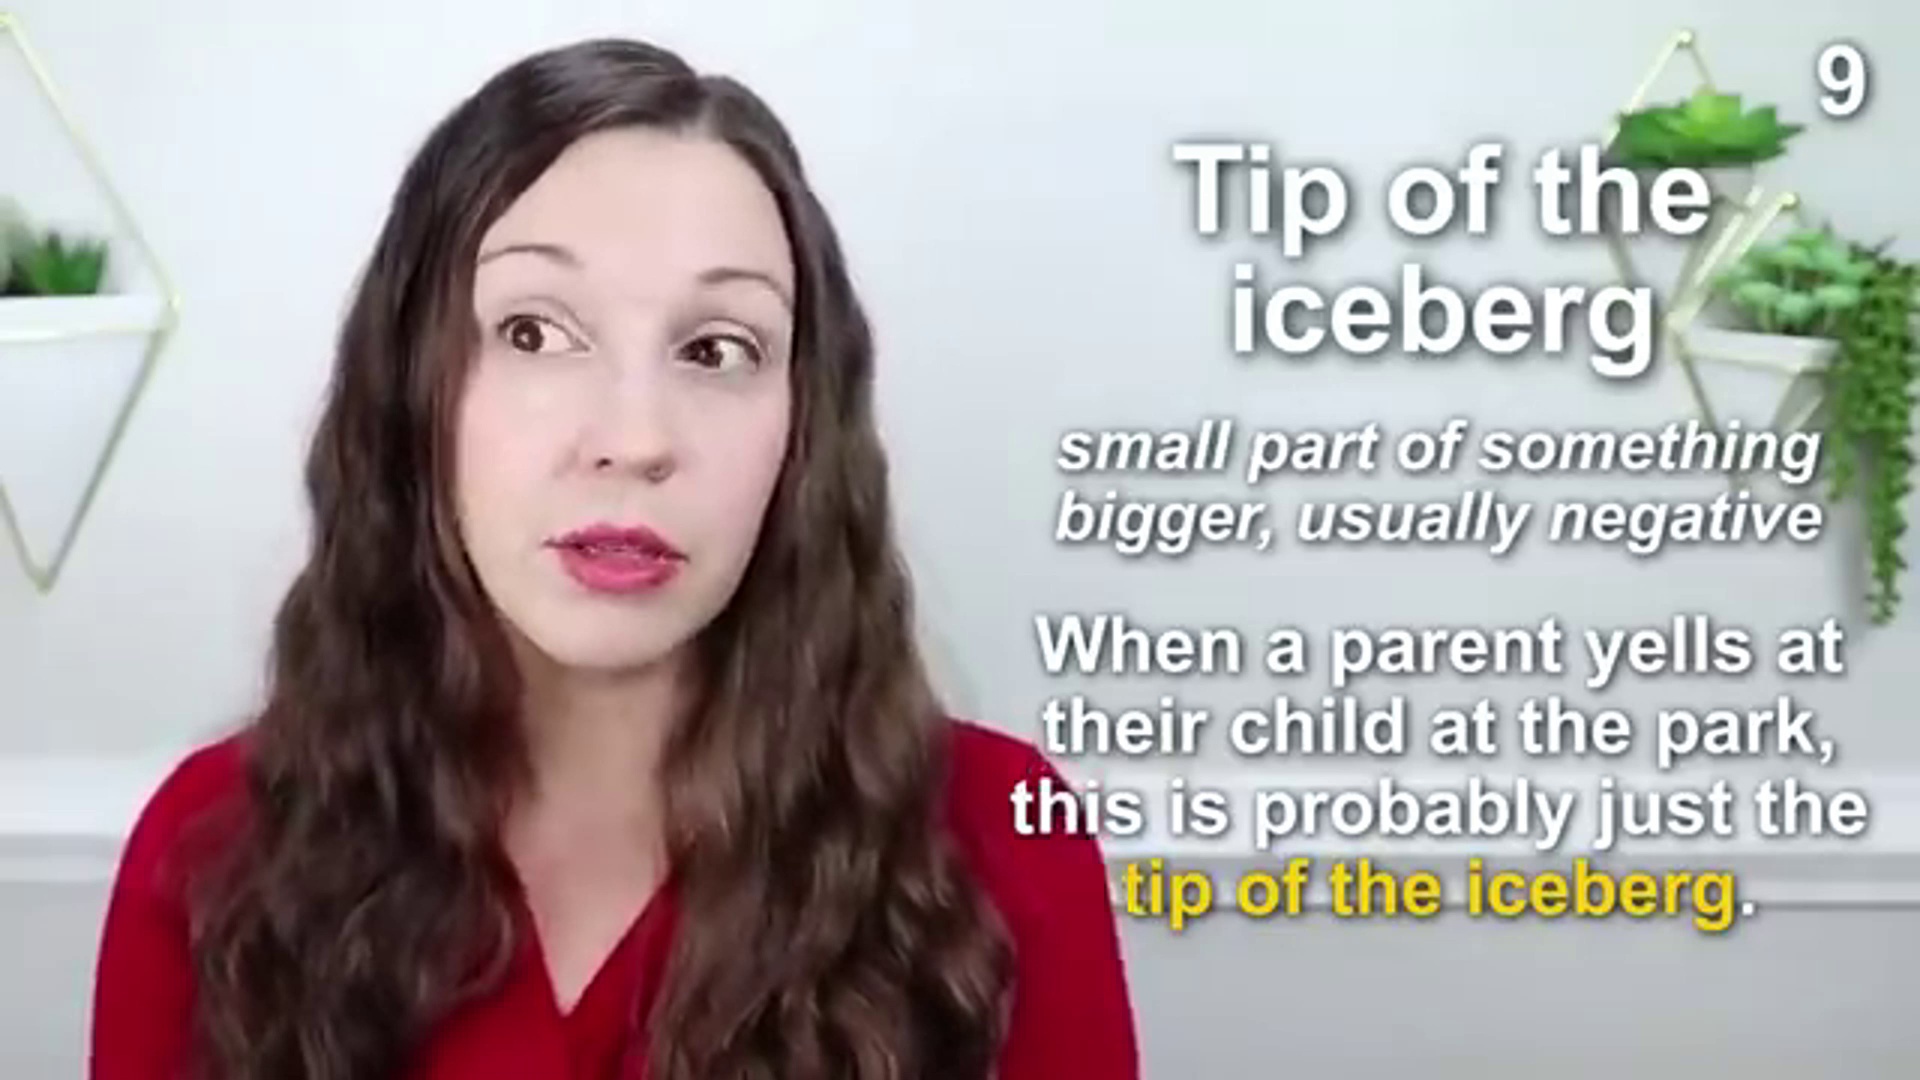 9
Tip of the
iceberg
small part of something
bigger, usually negative
When a parent yells at
their child at the park,
this is probably just the
tip of the iceberg.